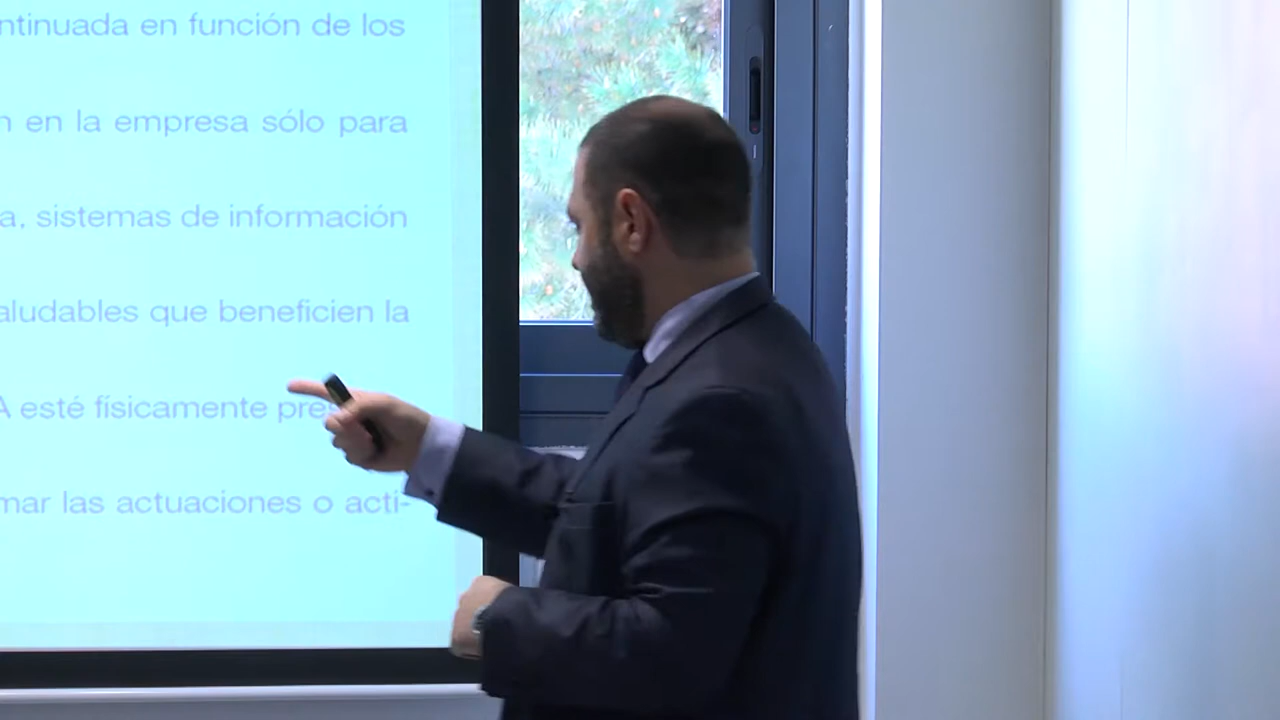 ntinuada en función de los
n en la empresa sólo para
a, sistemas de información
aludables que beneficien la
A esté físicamente pres
mar las actuaciones o acti-